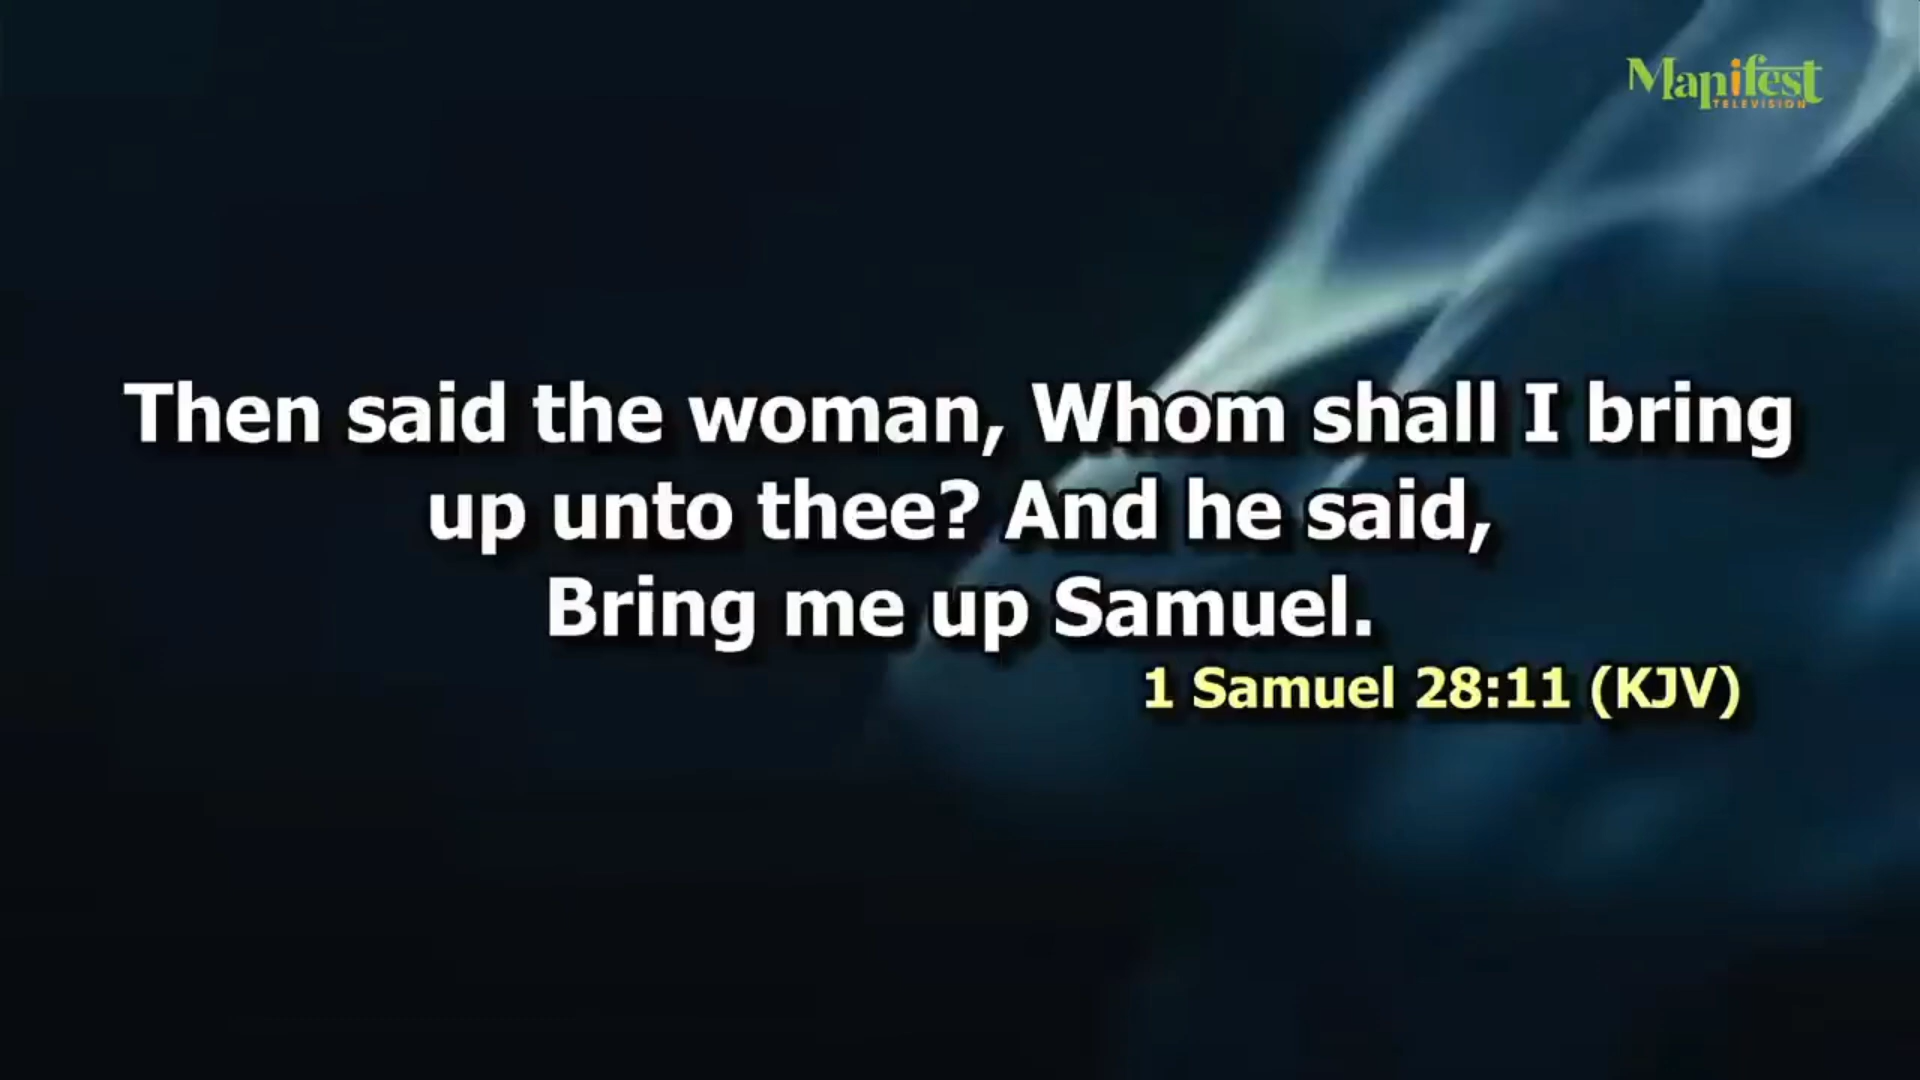 Manifest
TELEVISION
Then said the woman, Whom shall I bring
up unto thee? And he said,
Bring me up Samuel.
1 Samuel 28:11 (KJV)